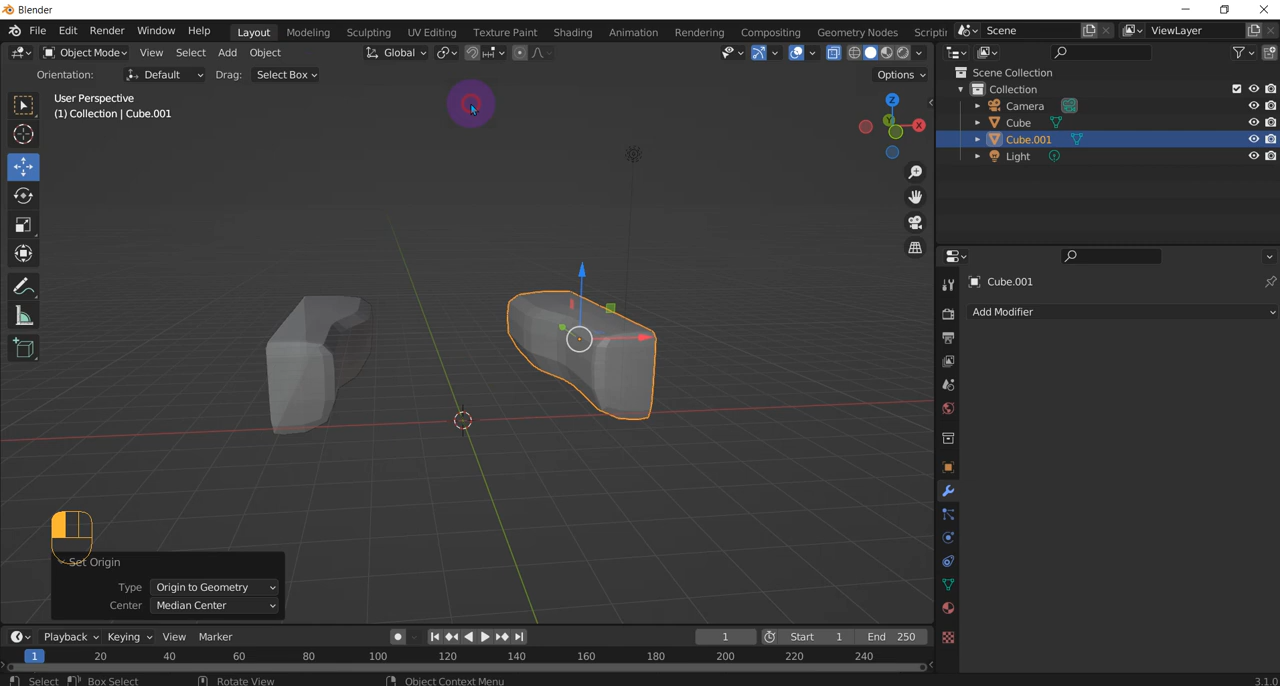 Blender
File Edit Render Window Help Layout Modeling Sculpting UV Editing Texture Paint Shading Animation Rendering Compositing Geometry Nodes Scriptin Scene ViewLayer
Object Mode View Select Add Object Global
Orientation: Default Drag: Select Box Options
User Perspective
(1) Collection | Cube.001
Z
Y
X
Scene Collection
Collection
Camera
Cube
Cube.001
Light
Cube.001
Add Modifier
Set Origin
Type Origin to Geometry
Center Median Center
Playback Keying View Marker 1 Start 1 End 250
1 20 40 60 80 100 120 140 160 180 200 220 240
Select Box Select Rotate View Object Context Menu 3.1.0